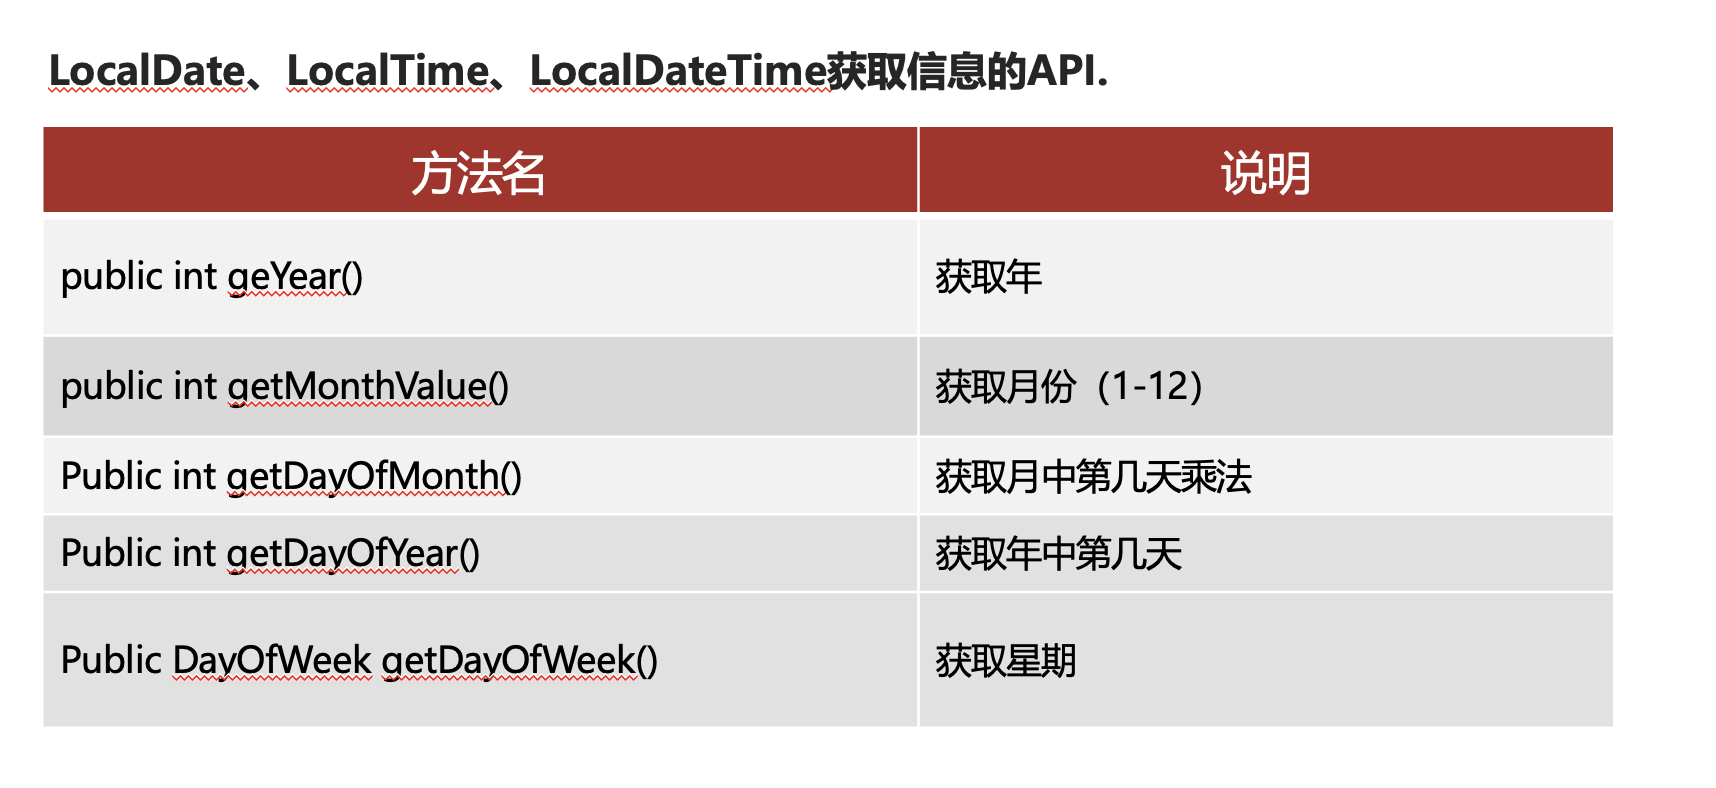 LocalDate、LocalTime、LocalDateTime获取信息的API.
方法名 说明
public int geYear() 获取年
public int getMonthValue() 获取月份（1-12）
Public int getDayOfMonth() 获取月中第几天乘法
Public int getDayOfYear() 获取年中第几天
Public DayOfWeek getDayOfWeek() 获取星期